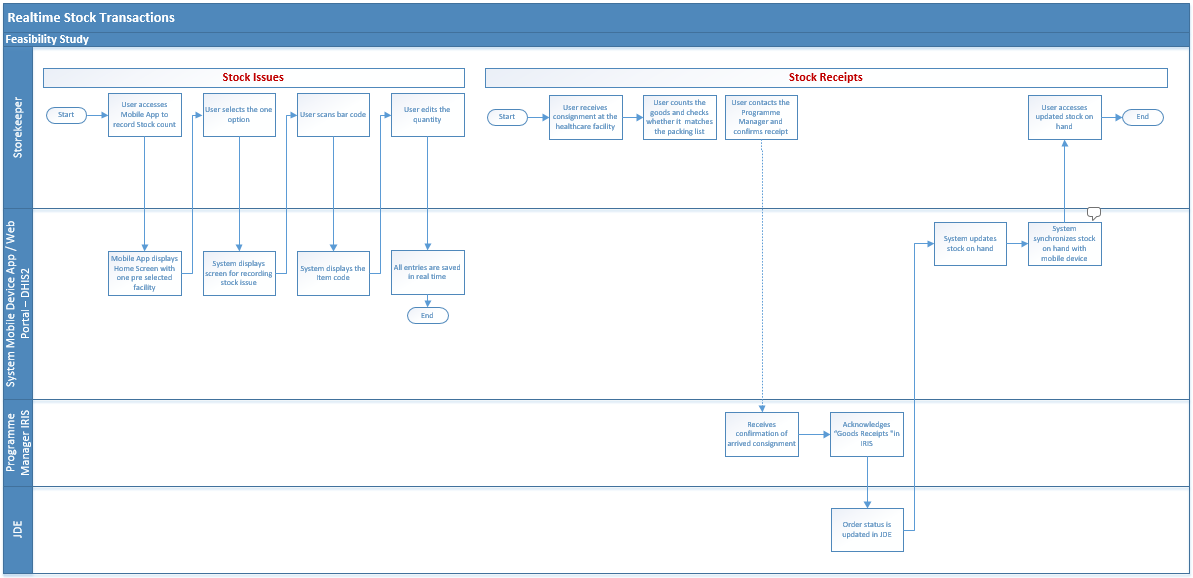 Realtime Stock Transactions
Feasibility Study
Storekeeper
Stock Issues
Stock Receipts
Start
User accesses
Mobile App to
record Stock count
User selects the one
option
User scans bar code
User edits the
quantity
Start
User receives
consignment at the
healthcare facility
User counts the
goods and checks
whether it matches
the packing list
User contacts the
Programme
Manager and
confirms receipt
User accesses
updated stock on
hand
End
System Mobile Device App / Web
Portal – DHIS2
Mobile App displays
Home Screen with
one pre selected
facility
System displays
screen for recording
stock issue
System displays the
item code
All entries are saved
in real time
End
System updates
stock on hand
System
synchronizes stock
on hand with
mobile device
Programme
Manager IRIS
Receives
confirmation of
arrived consignment
Acknowledges
"Goods Receipts "in
IRIS
JDE
Order status is
updated in JDE